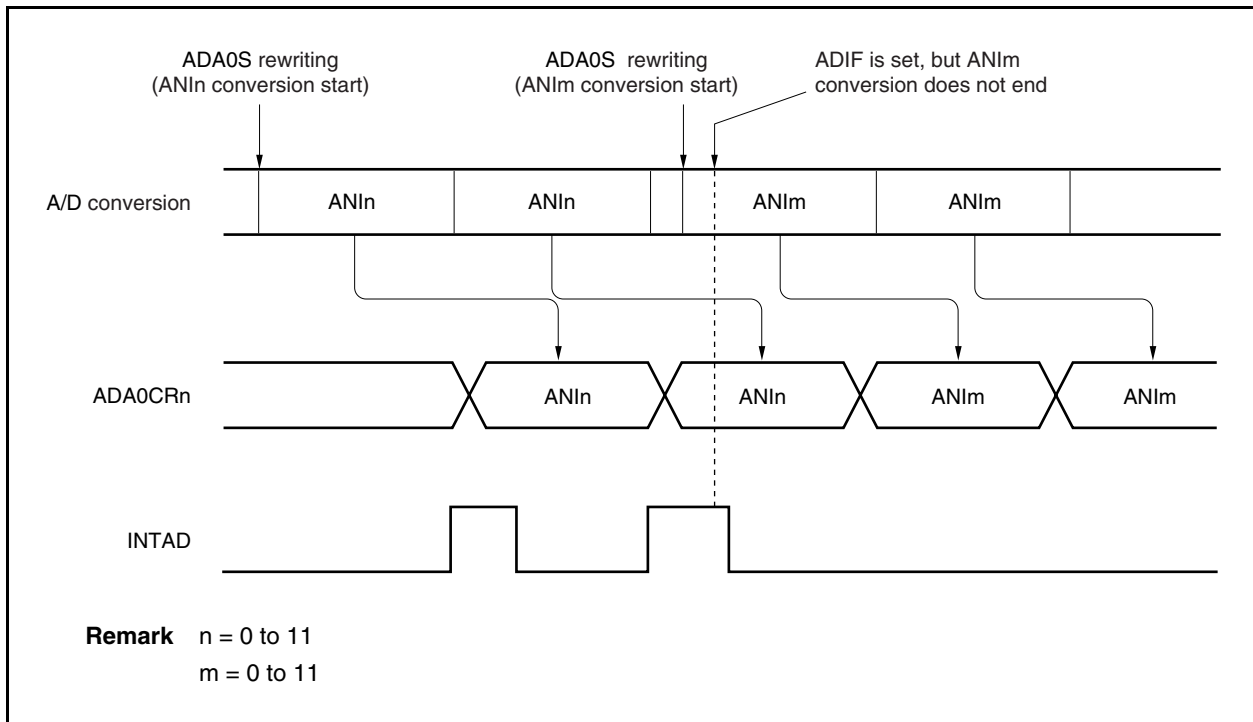 ADA0S rewriting
(ANIn conversion start)
ADA0S rewriting
(ANIm conversion start)
ADIF is set, but ANIm
conversion does not end
A/D conversion
ANIn
ANIn
ANIm
ANIm
ADA0CRn
ANIn
ANIn
ANIm
ANIm
INTAD
Remark n = 0 to 11
m = 0 to 11